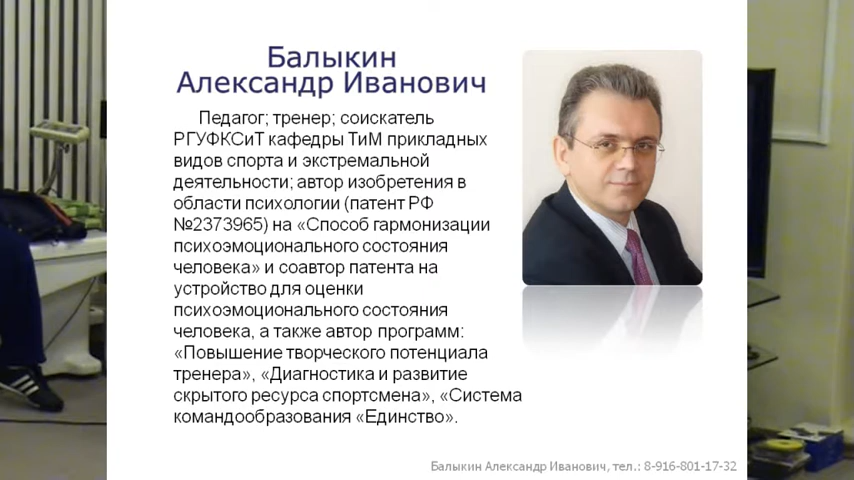 Балыкин
Александр Иванович
Педагог; тренер; соискатель
РГУФКСиТ кафедры ТиМ прикладных
видов спорта и экстремальной
деятельности; автор изобретения в
области психологии (патент РФ
№2373965) на «Способ гармонизации
психоэмоционального состояния
человека» и соавтор патента на
устройство для оценки
психоэмоционального состояния
человека, а также автор программ:
«Повышение творческого потенциала
тренера», «Диагностика и развитие
скрытого ресурса спортсмена», «Система
командообразования «Единство».
Балыкин Александр Иванович, тел.: 8-916-801-17-32